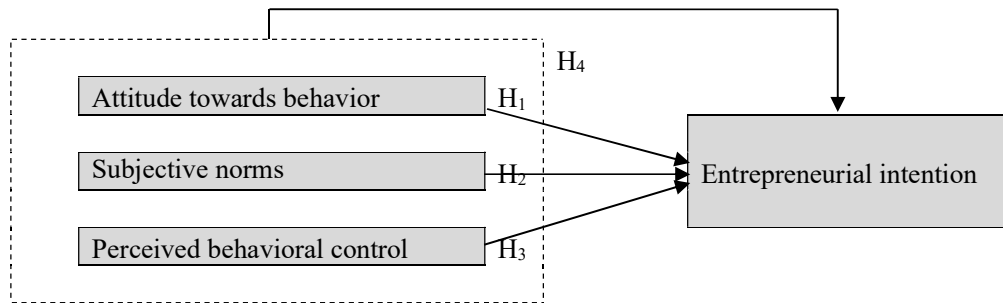 H₄
Attitude towards behavior
H₁
Subjective norms
H₂
Entrepreneurial intention
Perceived behavioral control
H₃